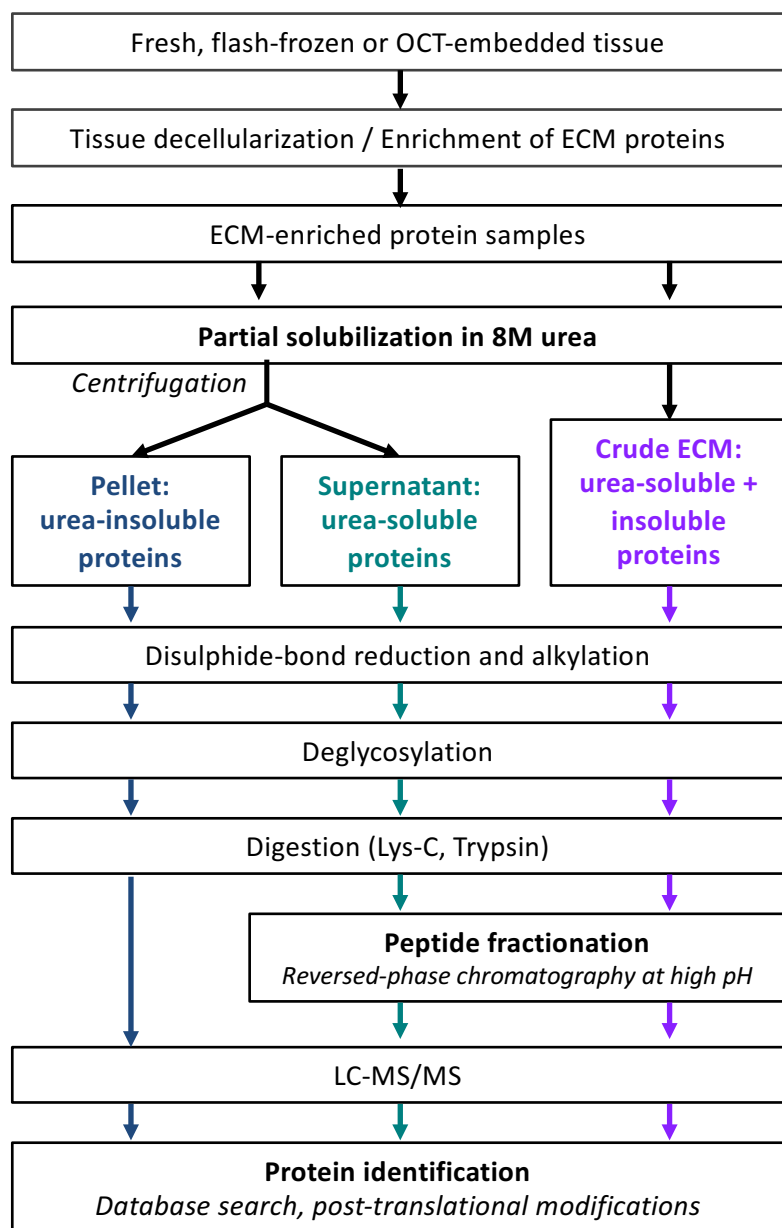 Fresh, flash-frozen or OCT-embedded tissue
Tissue decellularization / Enrichment of ECM proteins
ECM-enriched protein samples
Partial solubilization in 8M urea
Centrifugation
Pellet:
urea-insoluble
proteins
Supernatant:
urea-soluble
proteins
Crude ECM:
urea-soluble +
insoluble
proteins
Disulphide-bond reduction and alkylation
Deglycosylation
Digestion (Lys-C, Trypsin)
Peptide fractionation
Reversed-phase chromatography at high pH
LC-MS/MS
Protein identification
Database search, post-translational modifications